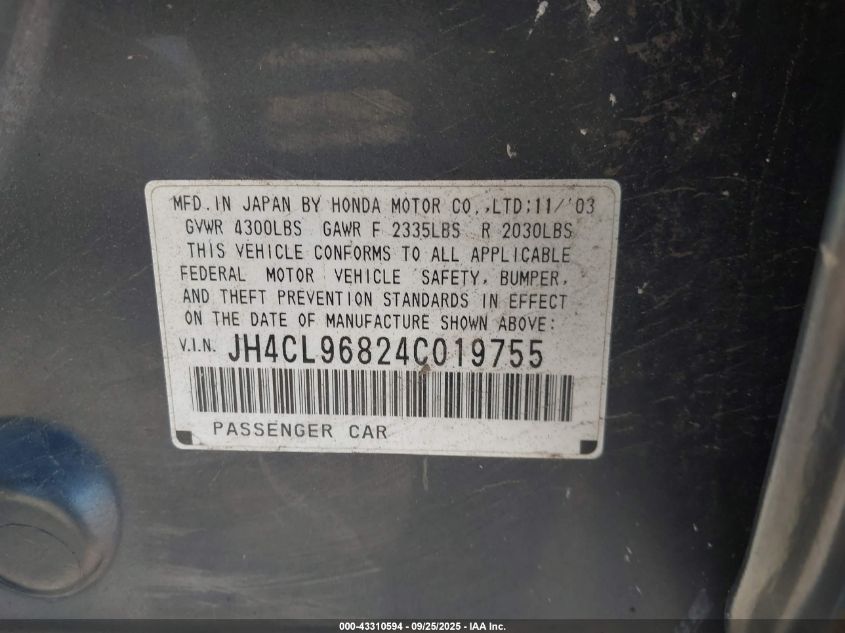 MFD. IN JAPAN BY HONDA MOTOR CO.,LTD;11/'03
GVWR 4300LBS GAWR F 2335LBS R 2030LBS
THIS VEHICLE CONFORMS TO ALL APPLICABLE
FEDERAL MOTOR VEHICLE SAFETY, BUMPER,
AND THEFT PREVENTION STANDARDS IN EFFECT
ON THE DATE OF MANUFACTURE SHOWN ABOVE:
V.I.N. JH4CL96824C019755
PASSENGER CAR
000-43310594 - 09/25/2025 - IAA Inc.